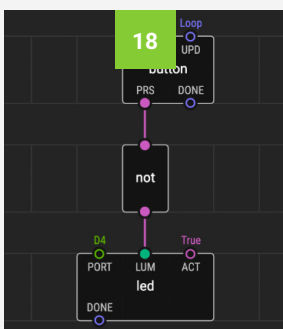 Loop
18
UPD
button
PRS DONE
not
D4 True
PORT LUM ACT
led
DONE